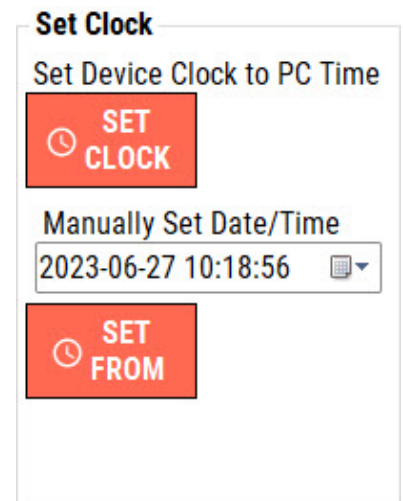 Set Clock
Set Device Clock to PC Time
SET
CLOCK
Manually Set Date/Time
2023-06-27 10:18:56
SET
FROM